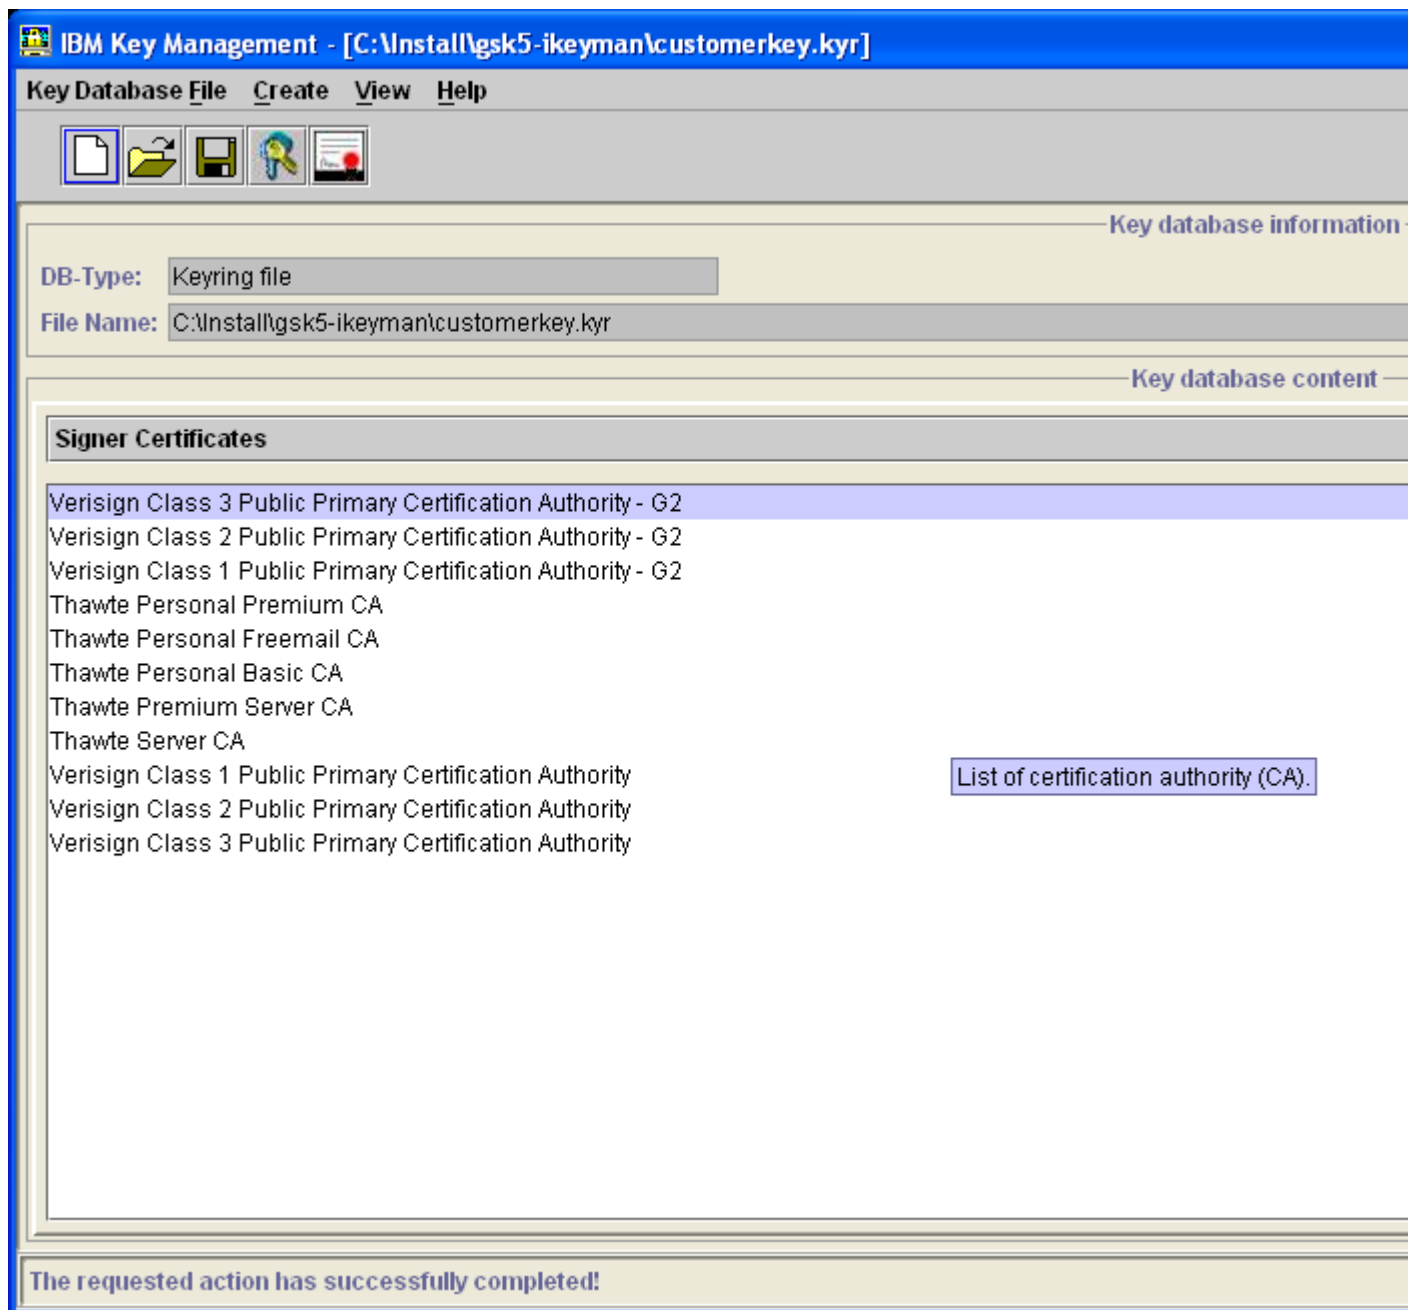 IBM Key Management - [C:\Install\gsk5-ikeyman\customerkey.kyr]
Key Database File Create View Help
Key database information
DB-Type: Keyring file
File Name: C:\Install\gsk5-ikeyman\customerkey.kyr
Key database content
Signer Certificates
Verisign Class 3 Public Primary Certification Authority - G2
Verisign Class 2 Public Primary Certification Authority - G2
Verisign Class 1 Public Primary Certification Authority - G2
Thawte Personal Premium CA
Thawte Personal Freemail CA
Thawte Personal Basic CA
Thawte Premium Server CA
Thawte Server CA
Verisign Class 1 Public Primary Certification Authority
List of certification authority (CA).
Verisign Class 2 Public Primary Certification Authority
Verisign Class 3 Public Primary Certification Authority
The requested action has successfully completed!